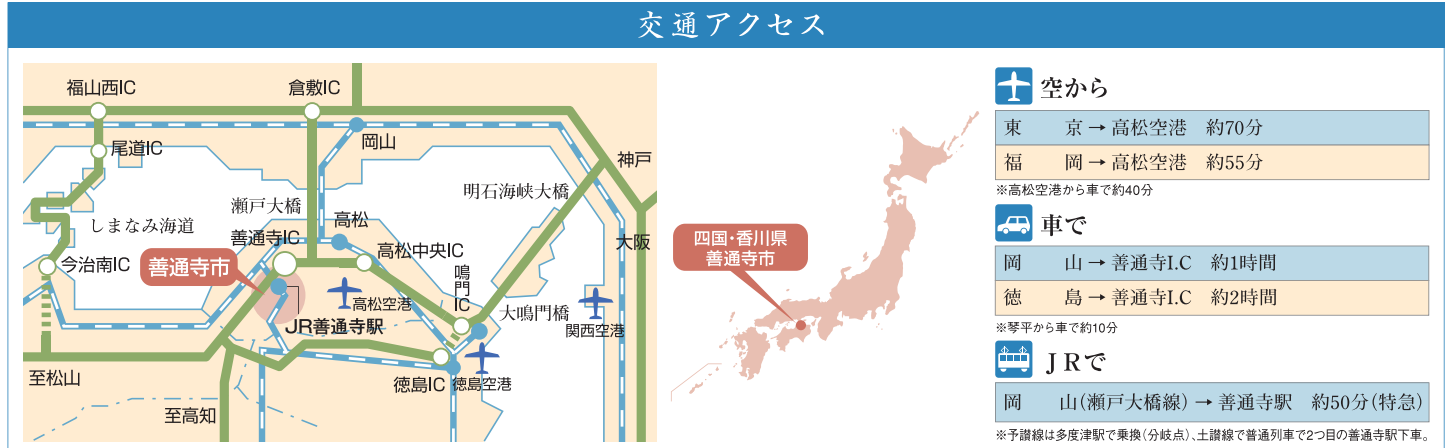 交通アクセス
福山西IC
倉敷IC
尾道IC
岡山
神戸
しまなみ海道
瀬戸大橋
明石海峡大橋
高松
善通寺IC
高松中央IC
大阪
今治南IC
善通寺市
鳴門IC
高松空港
大鳴門橋
関西空港
JR善通寺駅
至松山
徳島IC
徳島空港
至高知
四国・香川県
善通寺市
空から
東　京→高松空港　約70分
福　岡→高松空港　約55分
※高松空港から車で約40分
車で
岡　山→善通寺I.C　約1時間
徳　島→善通寺I.C　約2時間
※琴平から車で約10分
JRで
岡　山(瀬戸大橋線)→善通寺駅　約50分(特急)
※予讃線は多度津駅で乗換(分岐点)、土讃線で普通列車で2つ目の善通寺駅下車。